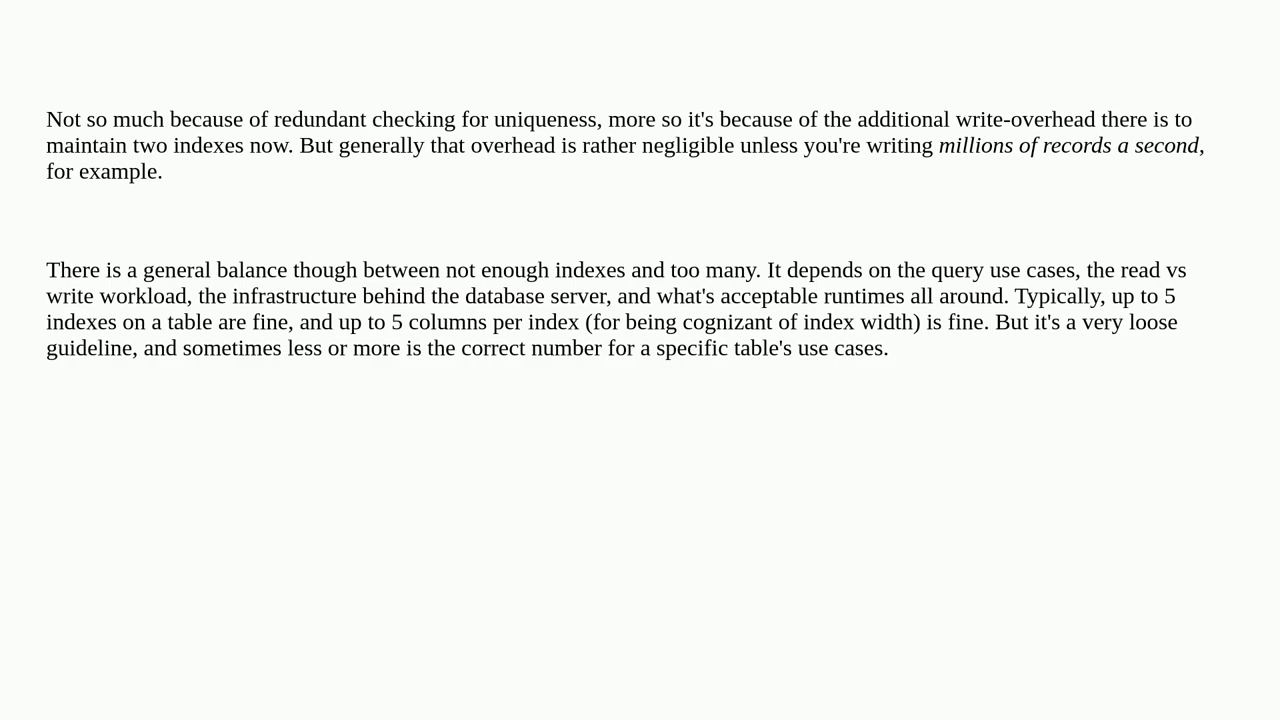 Not so much because of redundant checking for uniqueness, more so it's because of the additional write-overhead there is to
maintain two indexes now. But generally that overhead is rather negligible unless you're writing millions of records a second,
for example.
There is a general balance though between not enough indexes and too many. It depends on the query use cases, the read vs
write workload, the infrastructure behind the database server, and what's acceptable runtimes all around. Typically, up to 5
indexes on a table are fine, and up to 5 columns per index (for being cognizant of index width) is fine. But it's a very loose
guideline, and sometimes less or more is the correct number for a specific table's use cases.